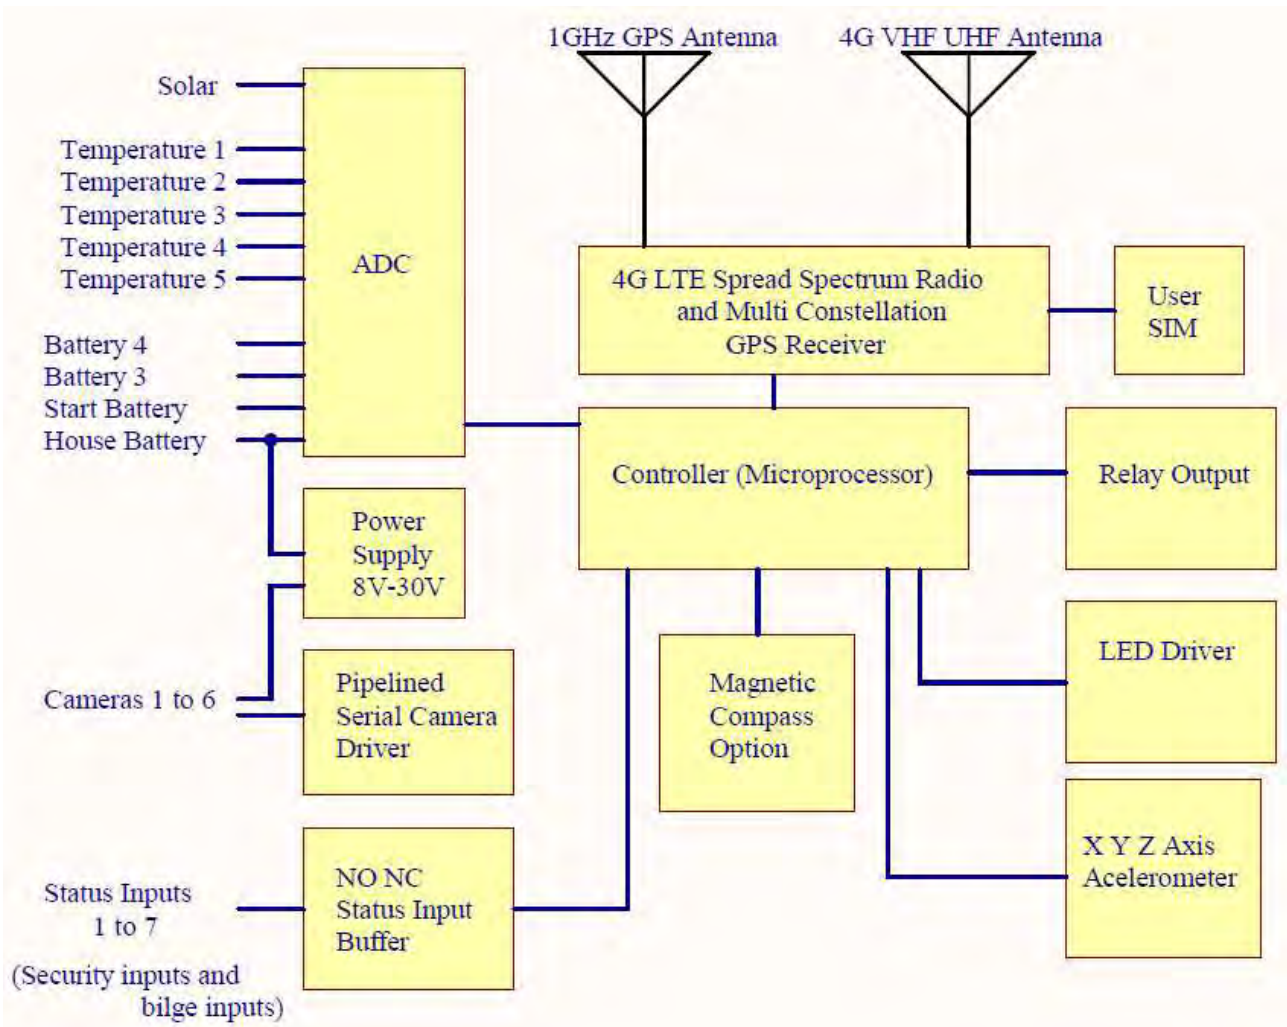 1GHz GPS Antenna
4G VHF UHF Antenna
Solar
Temperature 1
Temperature 2
Temperature 3
Temperature 4
Temperature 5
Battery 4
Battery 3
Start Battery
House Battery
ADC
4G LTE Spread Spectrum Radio
and Multi Constellation
GPS Receiver
User
SIM
Controller (Microprocessor)
Relay Output
Power
Supply
8V-30V
LED Driver
Cameras 1 to 6
Pipelined
Serial Camera
Driver
Magnetic
Compass
Option
X Y Z Axis
Acelerometer
Status Inputs
1 to 7
(Security inputs and
bilge inputs)
NO NC
Status Input
Buffer